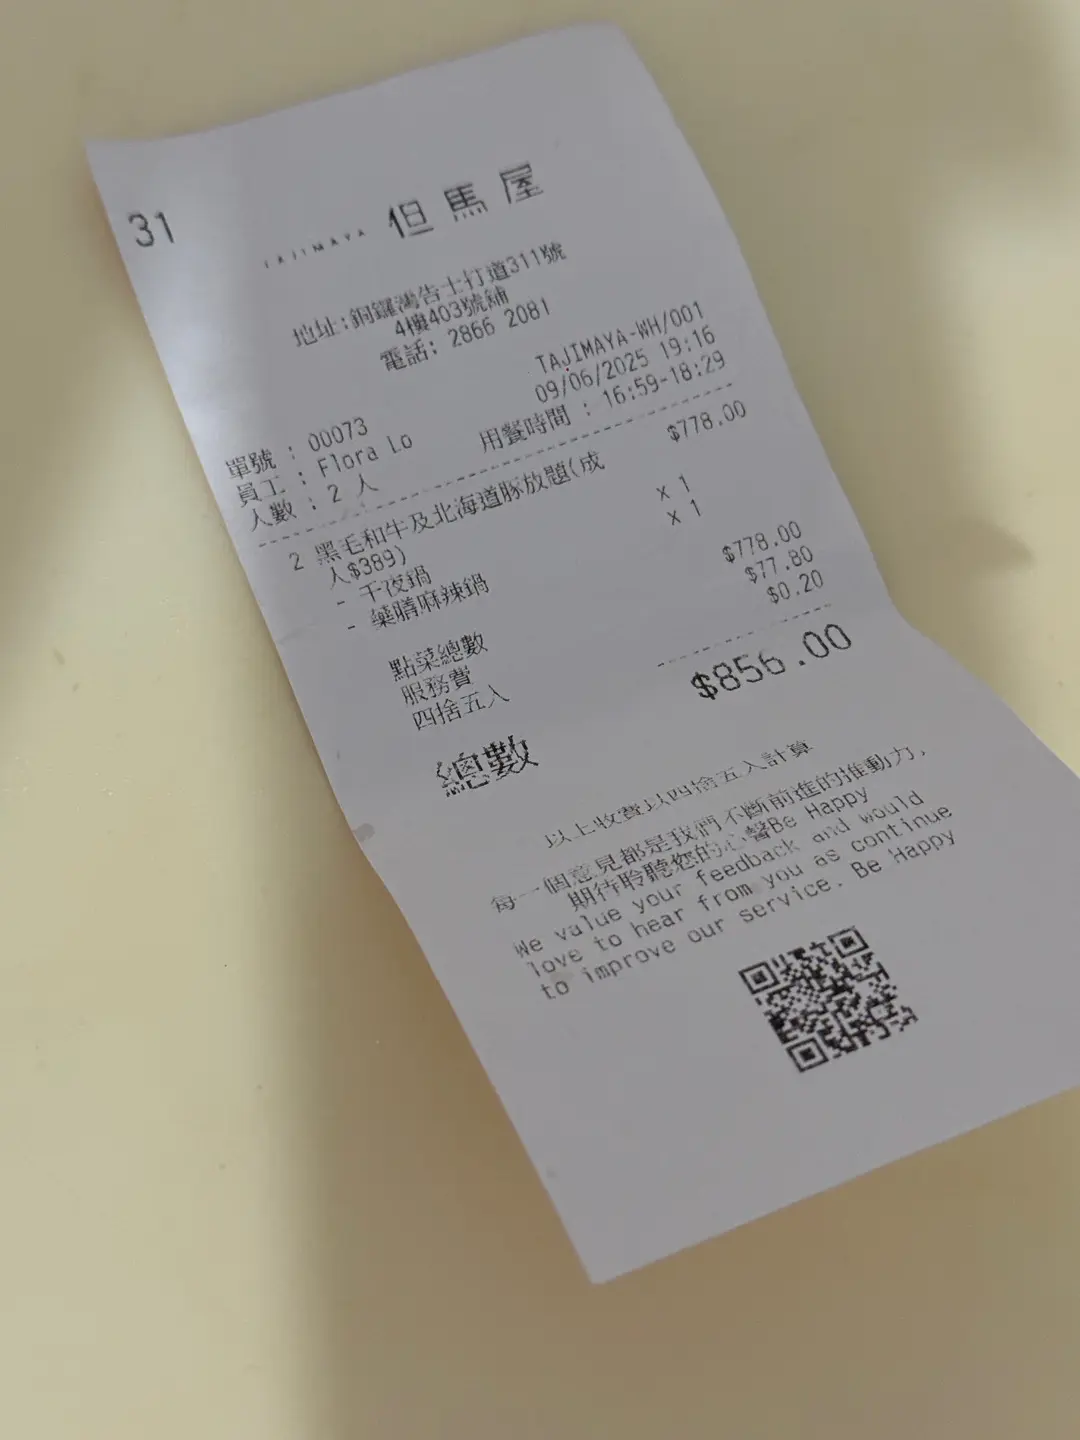 31
TAJIMAYA 但馬屋
地址:銅鑼灣告士打道311號
4樓403號舖
電話: 2866 2081
TAJIMAYA-WH/001
單號 : 00073 09/06/2025 19:16
員工 : Flora Lo 用餐時間 : 16:59-18:29
人數 : 2 人
2 黑毛和牛及北海道豚放題(成 $778.00
人$389)
- 千夜鍋 x 1
- 藥膳麻辣鍋 x 1
點菜總數 $778.00
服務費 $77.80
四捨五入 $0.20
總數 $856.00
以上收費以四捨五入計算
每一個意見都是我們不斷前進的推動力,
期待聆聽您的心聲Be Happy
We value your feedback and would
love to hear from you as continue
to improve our service. Be Happy